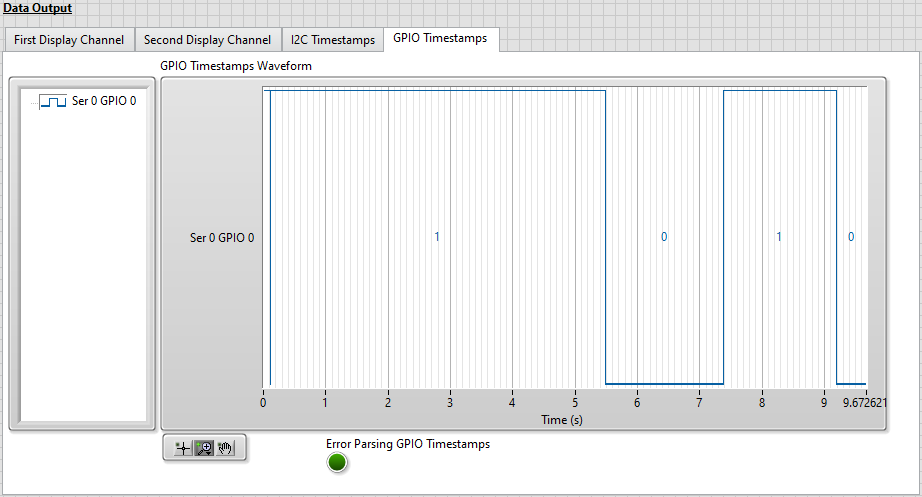 Data Output
First Display Channel Second Display Channel I2C Timestamps GPIO Timestamps
GPIO Timestamps Waveform
Ser 0 GPIO 0
Ser 0 GPIO 0 1 0 1 0
0 1 2 3 4 5 6 7 8 9 9.672621
Time (s)
Error Parsing GPIO Timestamps